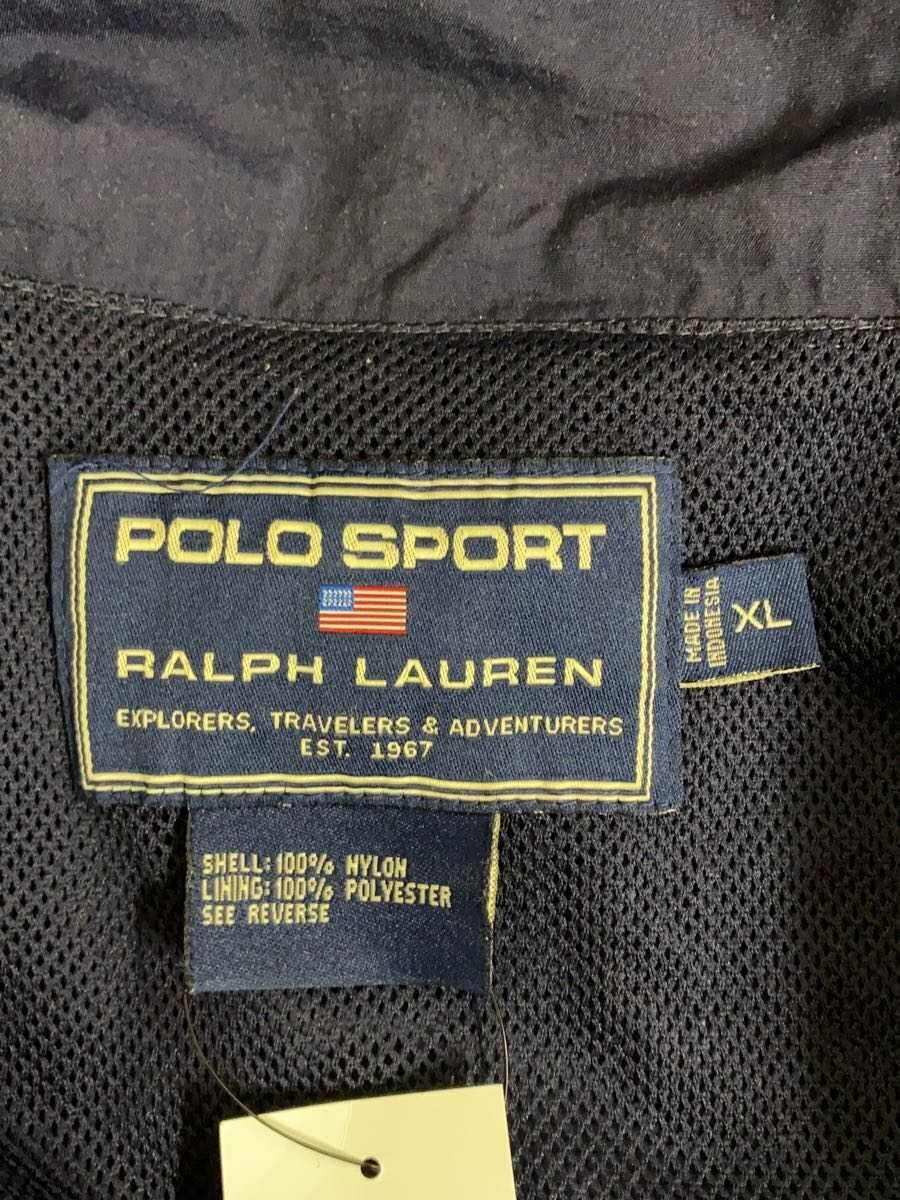 POLO SPORT
RALPH LAUREN
EXPLORERS, TRAVELERS & ADVENTURERS
EST. 1967
MADE IN
INDONESIA
XL
SHELL: 100% NYLON
LINING: 100% POLYESTER
SEE REVERSE